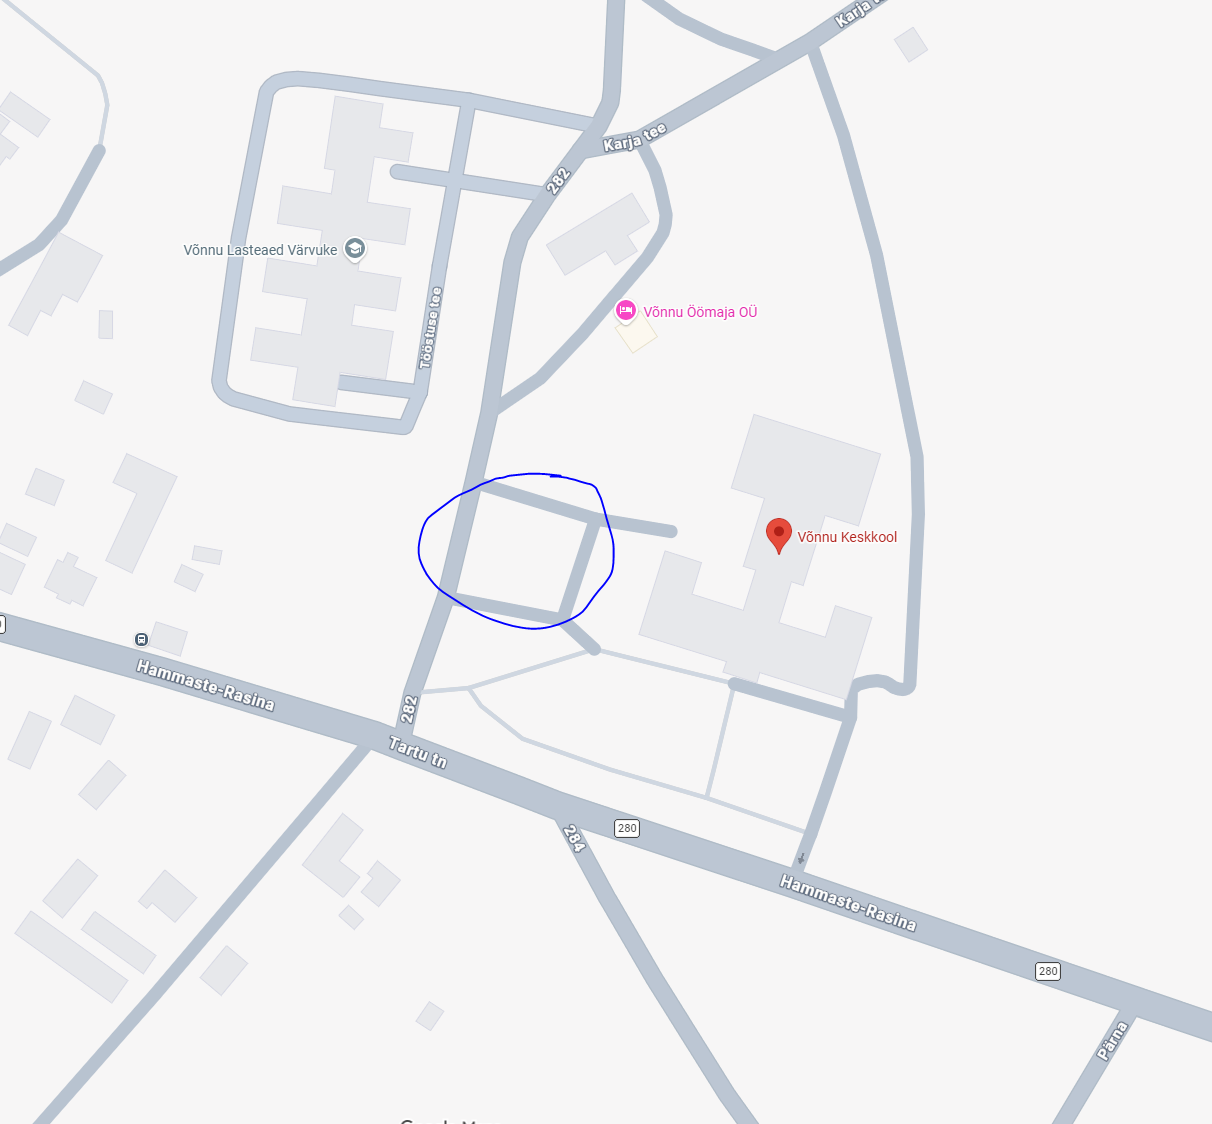 Karja t
Karja tee
282
Võnnu Lasteaed Värvuke
Tööstuse tee
Võnnu Öömaja OÜ
Võnnu Keskkool
Hammaste-Rasina
282
Tartu tn
280
284
Hammaste-Rasina
280
Pärna